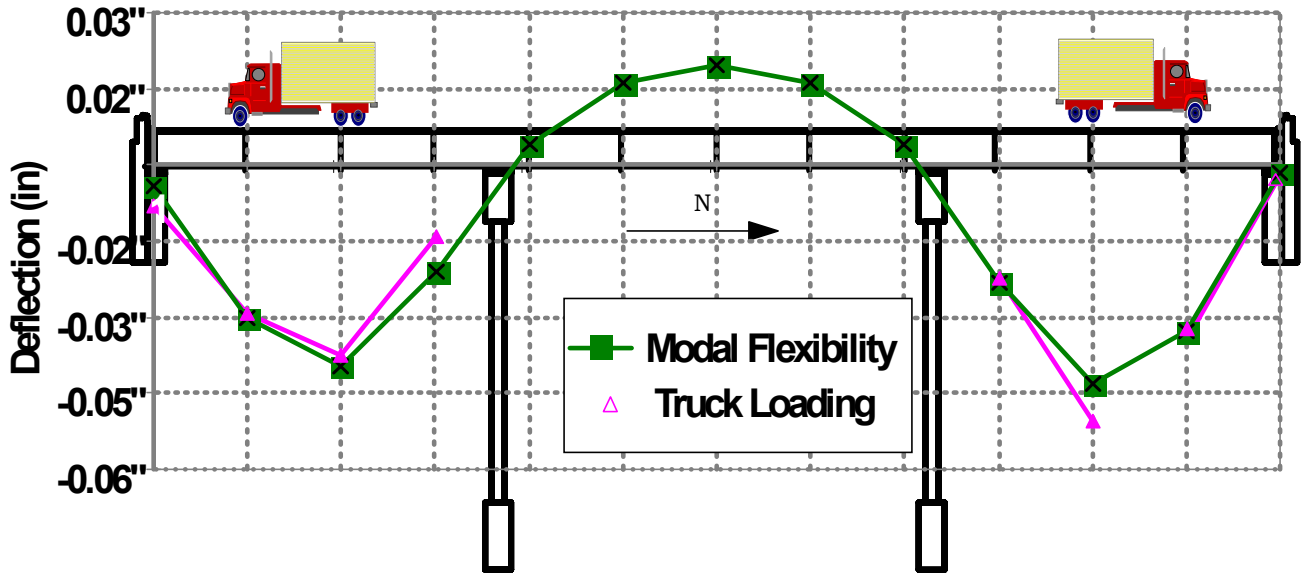 0.03"
0.02"
-0.02"
-0.03"
-0.05"
-0.06"
Deflection (in)
N
Modal Flexibility
Truck Loading